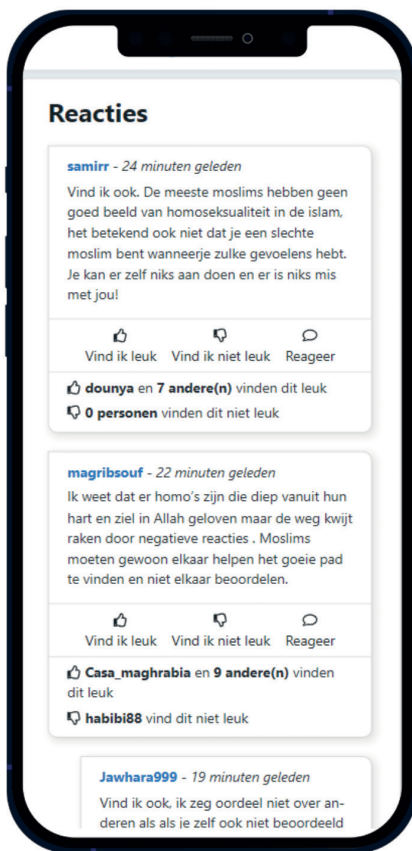 Reacties
samirr - 24 minuten geleden
Vind ik ook. De meeste moslims hebben geen
goed beeld van homoseksualiteit in de islam,
het betekend ook niet dat je een slechte
moslim bent wanneerje zulke gevoelens hebt.
Je kan er zelf niks aan doen en er is niks mis
met jou!
Vind ik leuk Vind ik niet leuk Reageer
dounya en 7 andere(n) vinden dit leuk
0 personen vinden dit niet leuk
magribsouf - 22 minuten geleden
Ik weet dat er homo's zijn die diep vanuit hun
hart en ziel in Allah geloven maar de weg kwijt
raken door negatieve reacties . Moslims
moeten gewoon elkaar helpen het goeie pad
te vinden en niet elkaar beoordelen.
Vind ik leuk Vind ik niet leuk Reageer
Casa_maghrabia en 9 andere(n) vinden
dit leuk
habibi88 vind dit niet leuk
Jawhara999 - 19 minuten geleden
Vind ik ook, ik zeg oordeel niet over an-
deren als als je zelf ook niet beoordeeld